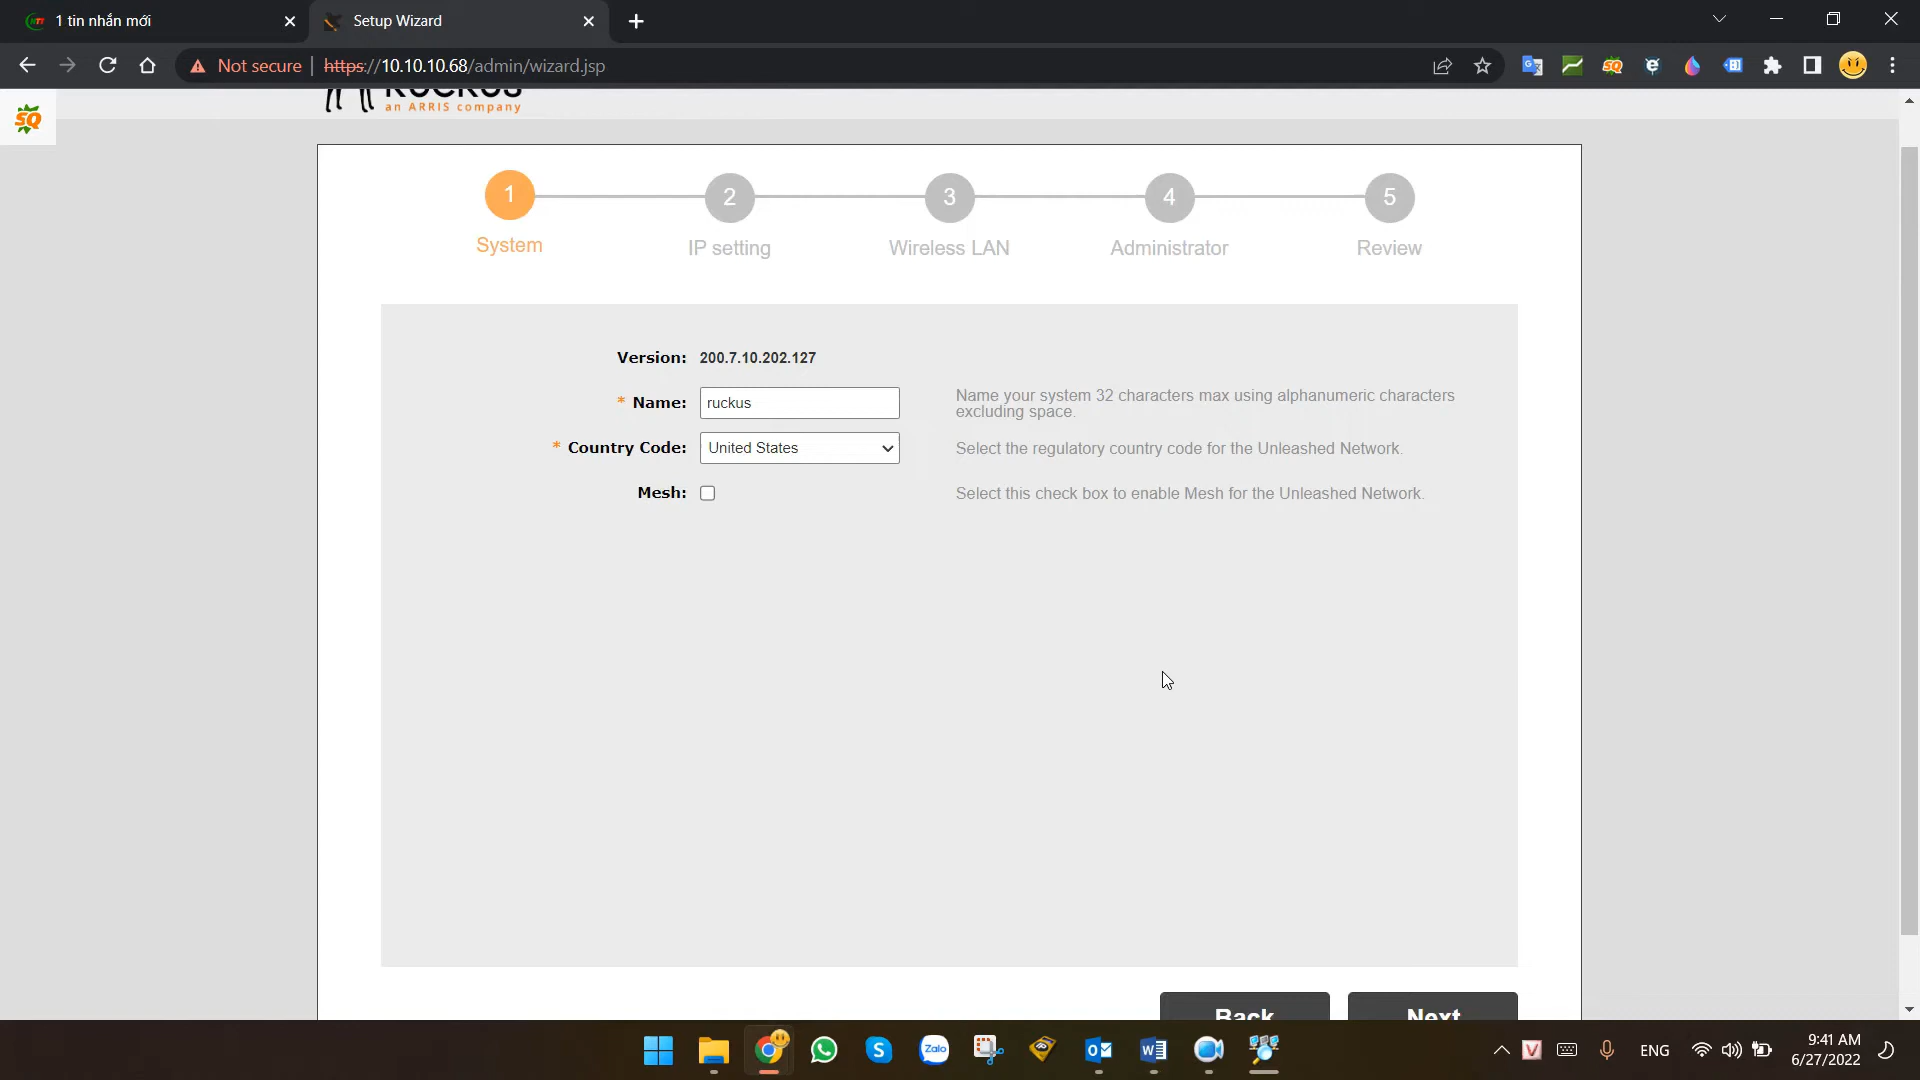 1 tin nhắn mới
Setup Wizard
Not secure
https://10.10.10.68/admin/wizard.jsp
RUCKUS
an ARRIS company
SQ
1
2
3
4
5
System
IP setting
Wireless LAN
Administrator
Review
Version: 200.7.10.202.127
* Name: ruckus
Name your system 32 characters max using alphanumeric characters
excluding space.
* Country Code: United States
Select the regulatory country code for the Unleashed Network.
Mesh:
Select this check box to enable Mesh for the Unleashed Network.
Back
Next
Zalo
ENG
9:41 AM
6/27/2022